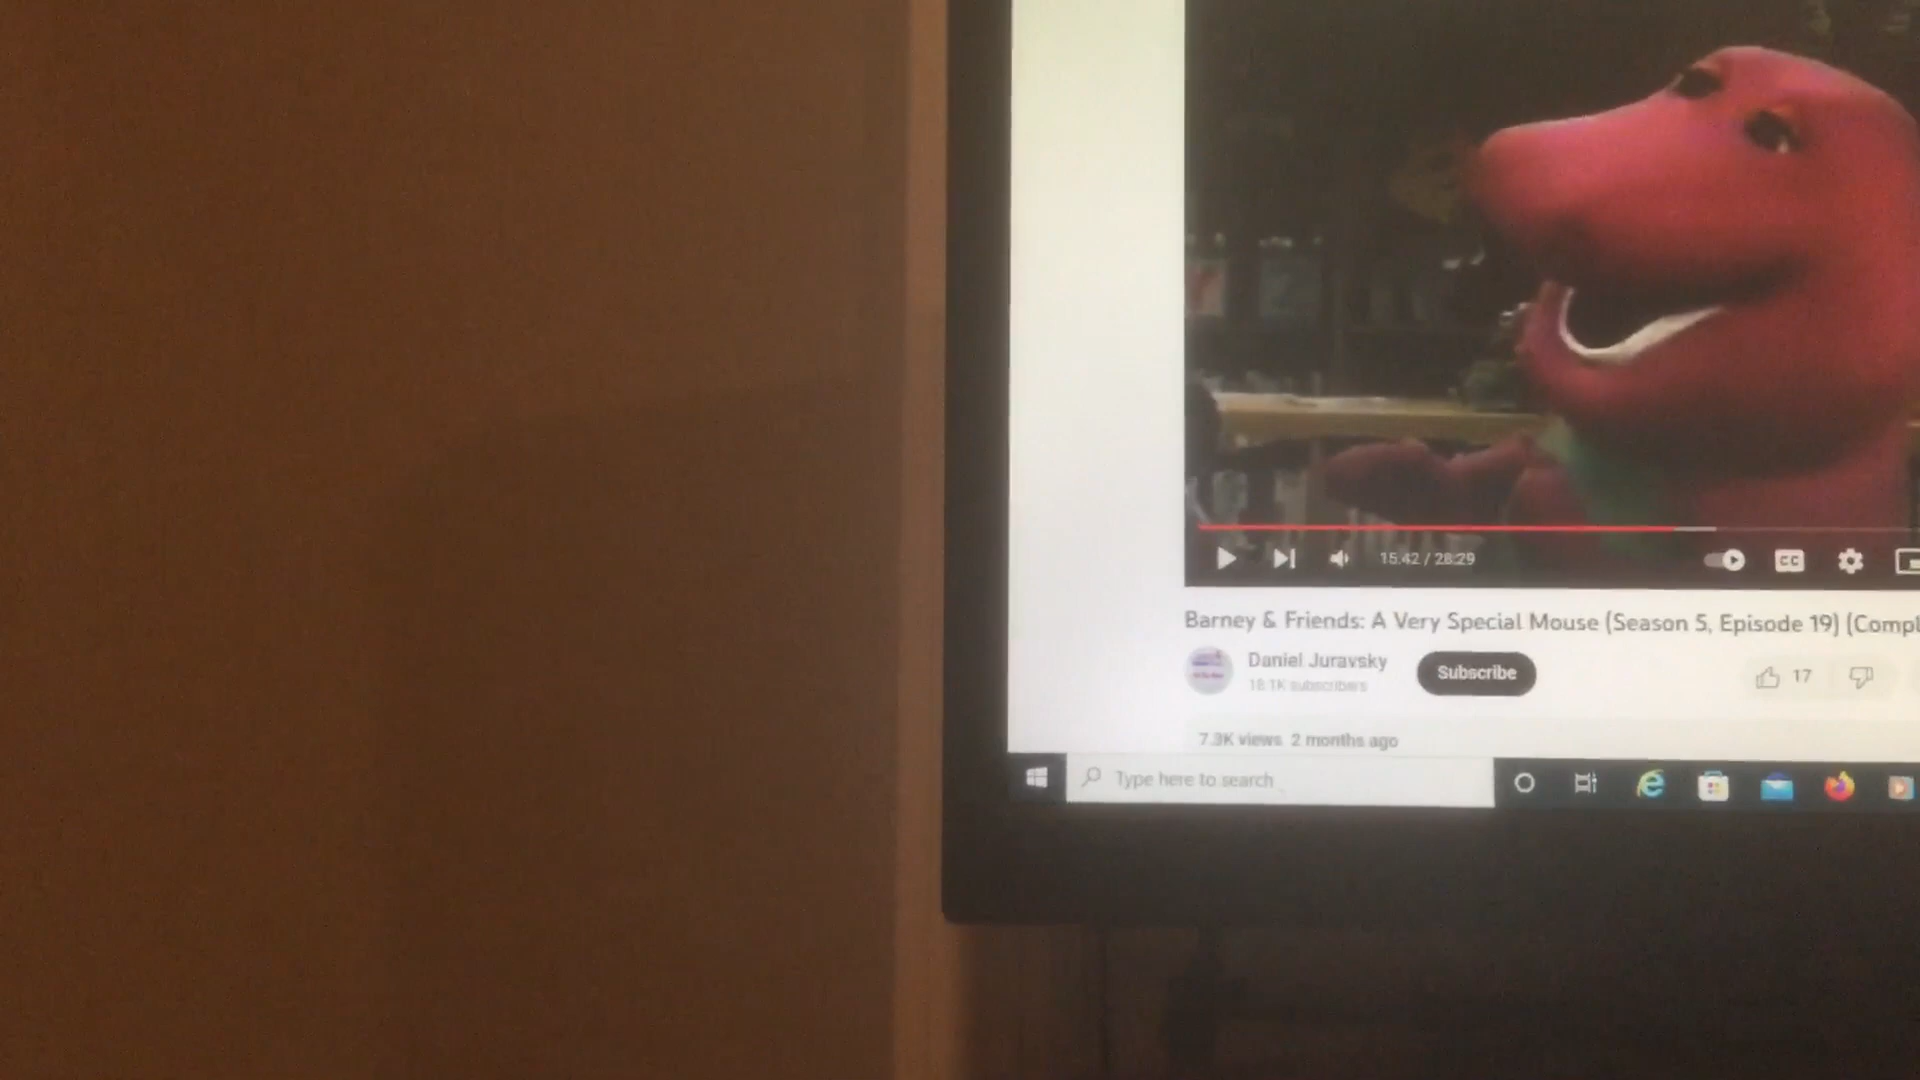 15:42 / 28:29
CC
Barney & Friends: A Very Special Mouse (Season 5, Episode 19) (Compl
Daniel Juravsky
18.1K subscribers
Subscribe
17
7.3K views 2 months ago
Type here to search